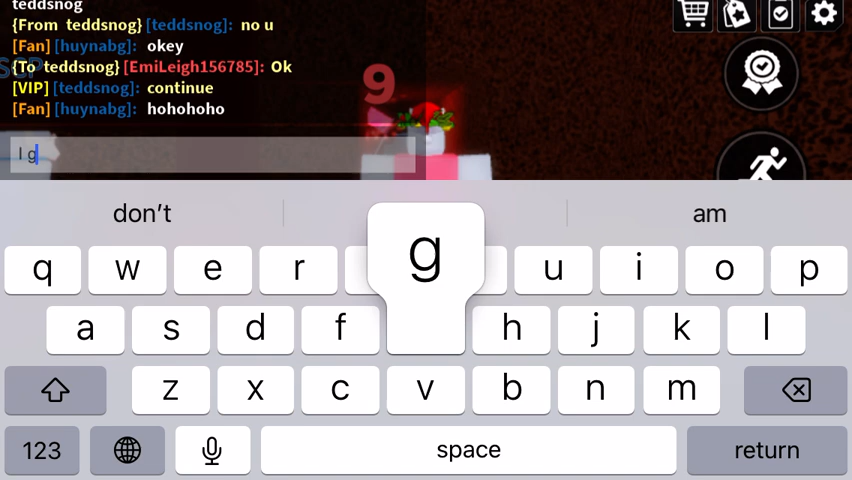 teddsnog
{From teddsnog} [teddsnog]: no u
[Fan] [huynabg]: okey
{To teddsnog} [EmiLeigh156785]: Ok
[VIP] [teddsnog]: continue
[Fan] [huynabg]: hohohoho
SCP
9
I g
don't am
q w e r u i o p
g
a s d f h j k l
z x c v b n m
123 space return